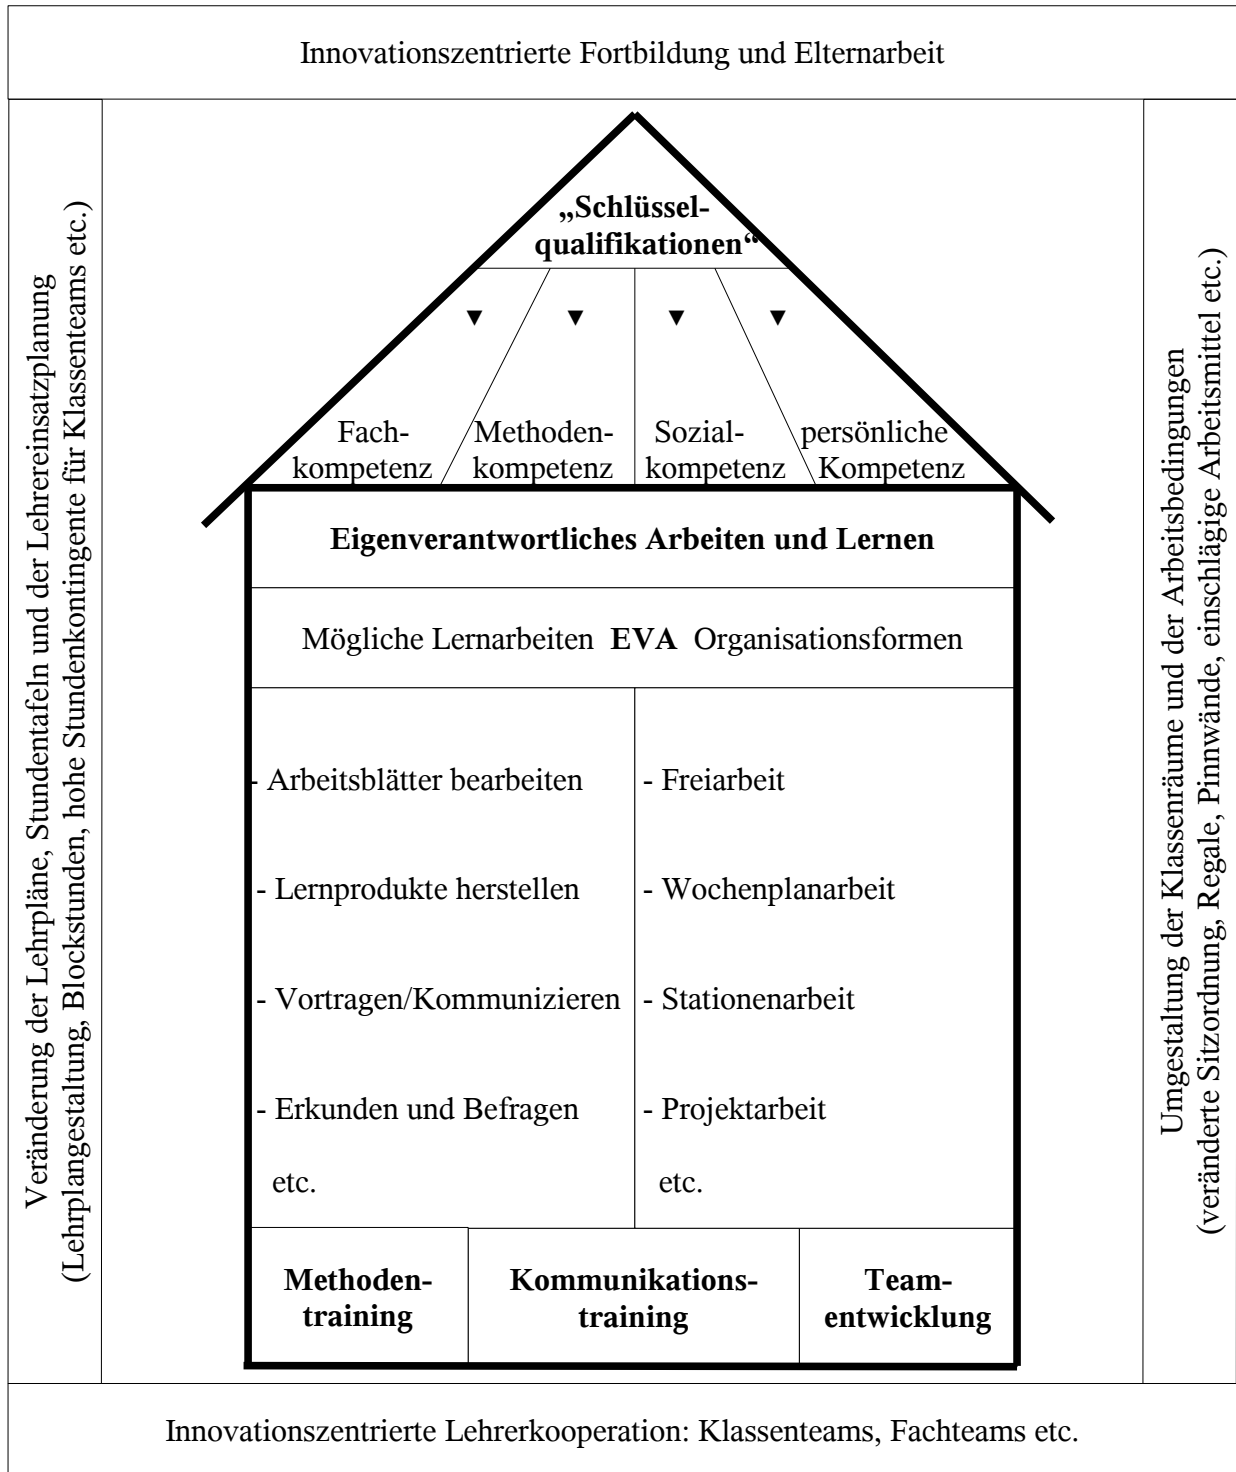 Innovationszentrierte Fortbildung und Elternarbeit
Veränderung der Lehrpläne, Stundentafeln und der Lehrereinsatzplanung
(Lehrplangestaltung, Blockstunden, hohe Stundenkontingente für Klassenteams etc.)
„Schlüssel-
qualifikationen“
Fach-
kompetenz
Methoden-
kompetenz
Sozial-
kompetenz
persönliche
Kompetenz
Eigenverantwortliches Arbeiten und Lernen
Mögliche Lernarbeiten EVA Organisationsformen
- Arbeitsblätter bearbeiten
- Lernprodukte herstellen
- Vortragen/Kommunizieren
- Erkunden und Befragen
etc.
- Freiarbeit
- Wochenplanarbeit
- Stationenarbeit
- Projektarbeit
etc.
Methoden-
training
Kommunikations-
training
Team-
entwicklung
Umgestaltung der Klassenräume und der Arbeitsbedingungen
(veränderte Sitzordnung, Regale, Pinnwände, einschlägige Arbeitsmittel etc.)
Innovationszentrierte Lehrerkooperation: Klassenteams, Fachteams etc.